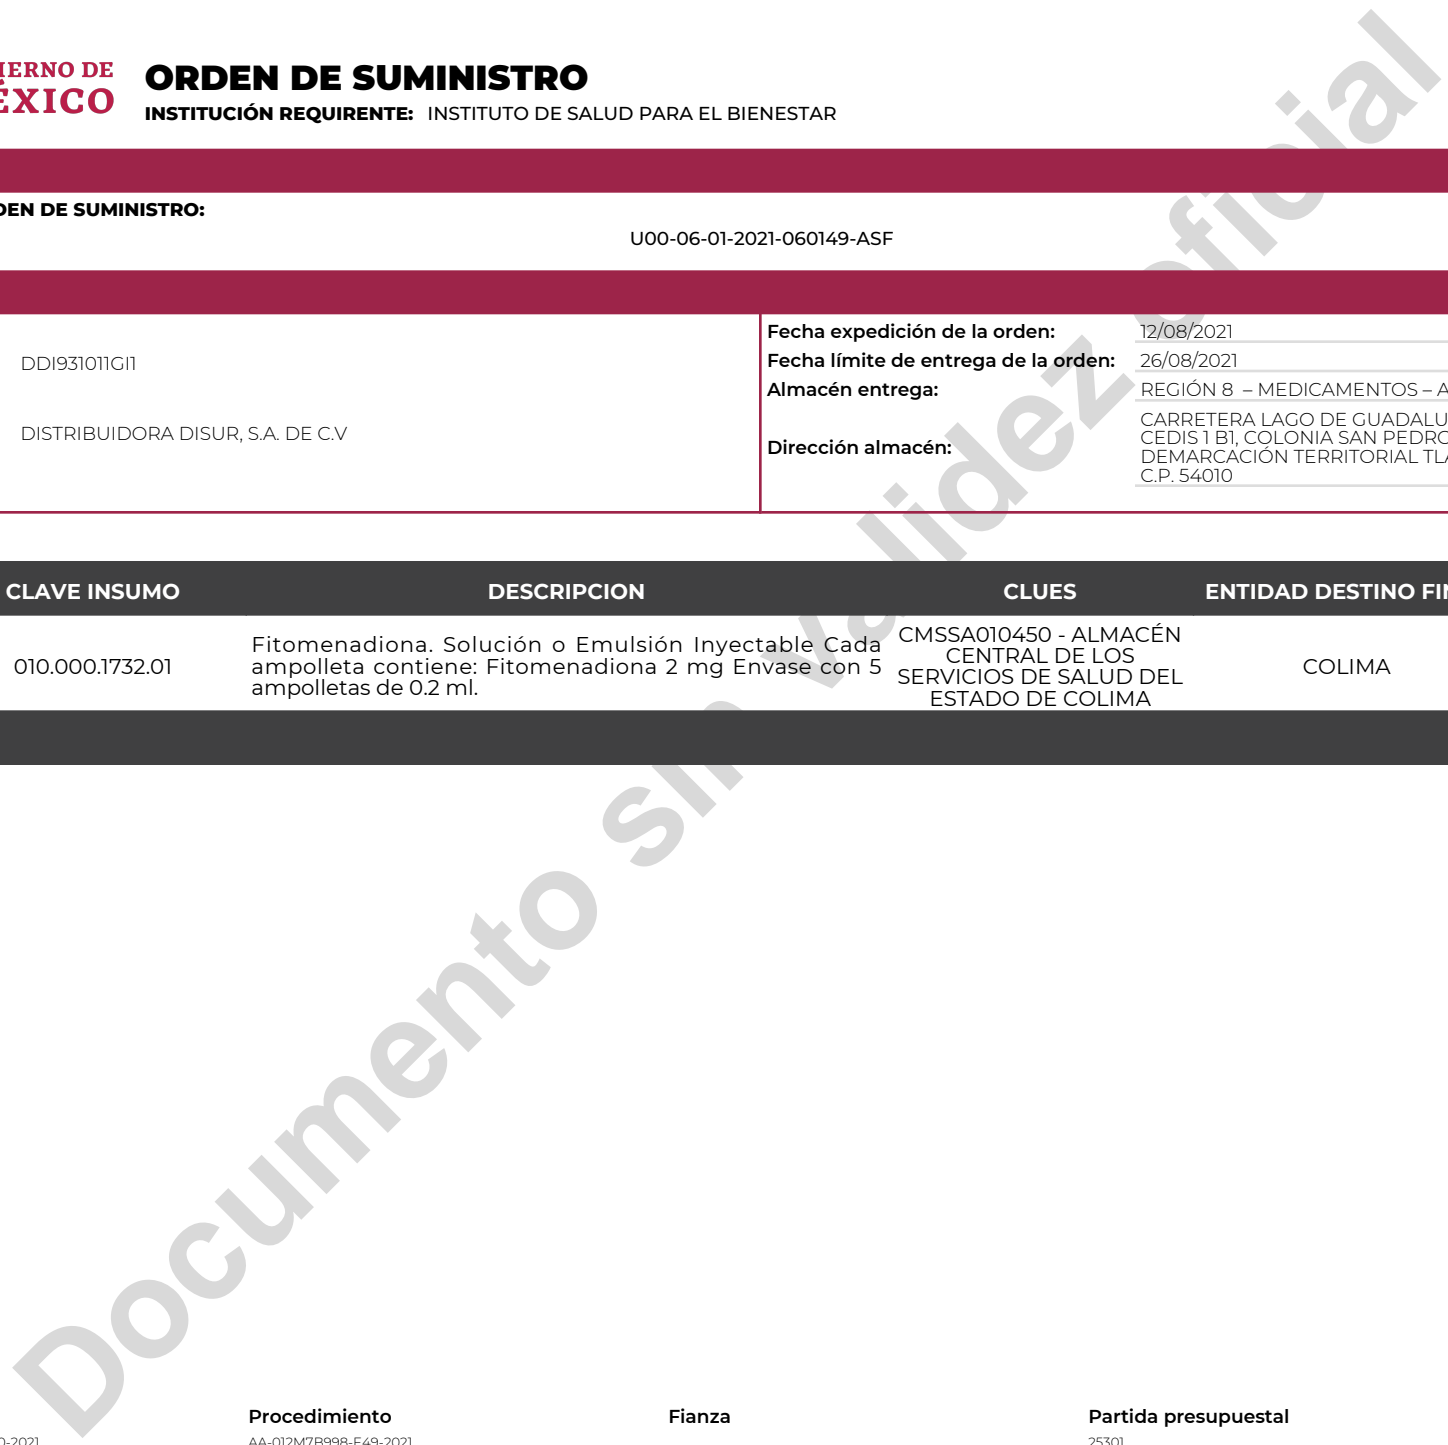 ORDEN DE SUMINISTRO
INSTITUCIÓN REQUIRENTE: INSTITUTO DE SALUD PARA EL BIENESTAR
DE
XICO
DE SUMINISTRO:
U00-06-01-2021-060149-ASF
DDI931011GI1
DISTRIBUIDORA DISUR, S.A. DE C.V
Fecha expedición de la orden: 12/08/2021
Fecha límite de entrega de la orden: 26/08/2021
Almacén entrega: REGIÓN 8 – MEDICAMENTOS – A
Dirección almacén:
CARRETERA LAGO DE GUADALU
CEDIS 1 B1, COLONIA SAN PEDRO
DEMARCACIÓN TERRITORIAL TLA
C.P. 54010
CLAVE INSUMO DESCRIPCION CLUES ENTIDAD DESTINO FIN
010.000.1732.01
Fitomenadiona. Solución o Emulsión Inyectable Cada
ampolleta contiene: Fitomenadiona 2 mg Envase con 5
ampolletas de 0.2 ml.
CMSSA010450 - ALMACÉN
CENTRAL DE LOS
SERVICIOS DE SALUD DEL
ESTADO DE COLIMA
COLIMA
Documento sin validez oficial
Procedimiento Fianza Partida presupuestal
-2021 AA-012M7B998-E49-2021 25301